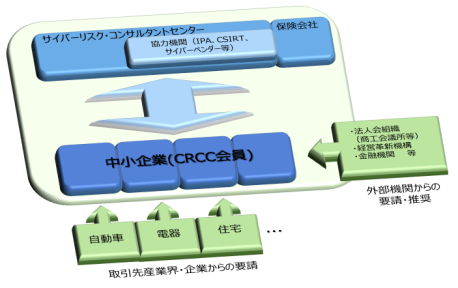 サイバーリスク・コンサルタントセンター
保険会社
協力機関（IPA、CSIRT、
サイバーベンダー等）
中小企業(CRCC会員)
・法人会組織
（商工会議所等）
・経営革新機構
・金融機関　等
外部機関からの
要請・推奨
自動車
電器
住宅
…
取引先産業界・企業からの要請